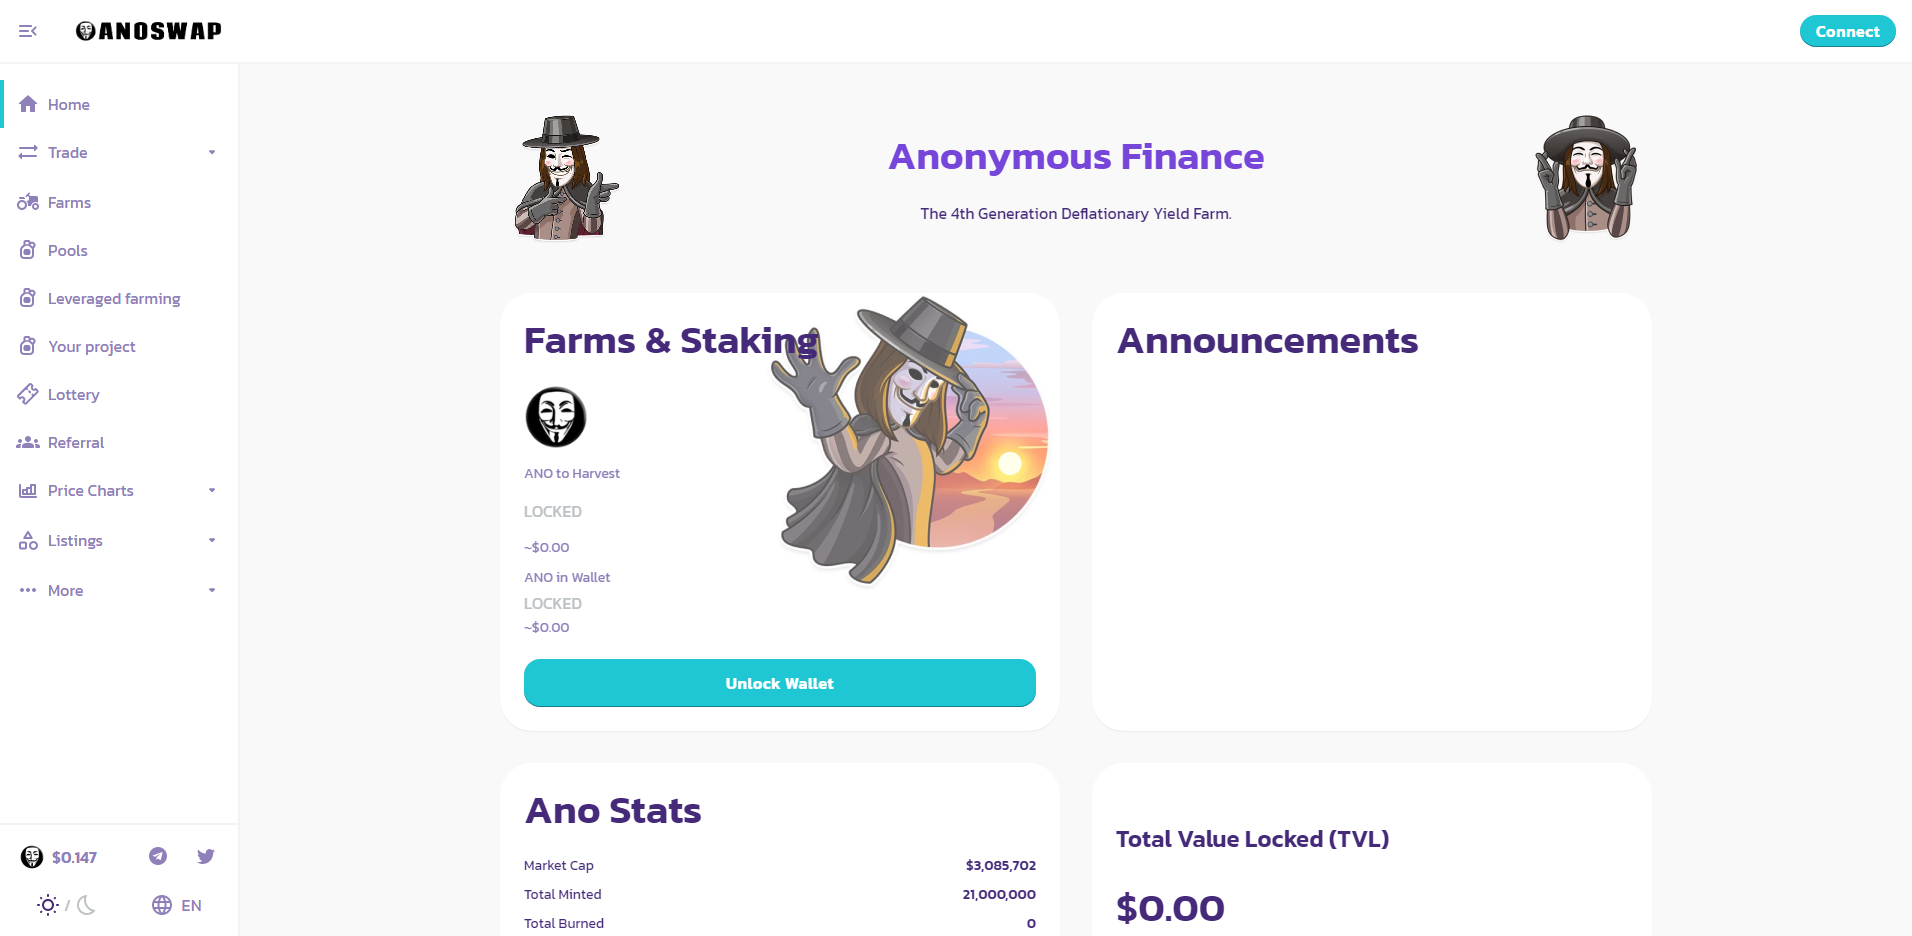 ANOSWAP
Connect
Home
Trade
Farms
Pools
Leveraged farming
Your project
Lottery
Referral
Price Charts
Listings
More
$0.147
/
EN
Anonymous Finance
The 4th Generation Deflationary Yield Farm.
Farms & Staking
ANO to Harvest
LOCKED
~$0.00
ANO in Wallet
LOCKED
~$0.00
Unlock Wallet
Announcements
Ano Stats
Market Cap $3,085,702
Total Minted 21,000,000
Total Burned 0
Total Value Locked (TVL)
$0.00